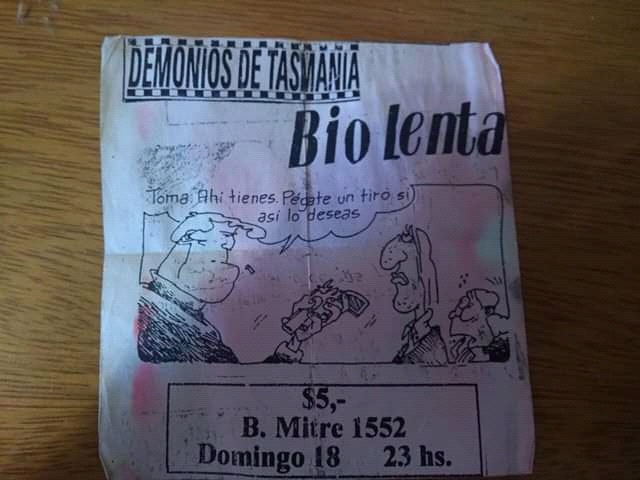 DEMONIOS DE TASMANIA
Bio lenta
Toma. Ahí tienes. Pégate un tiro si
así lo deseas
$5,-
B. Mitre 1552
Domingo 18 23 hs.